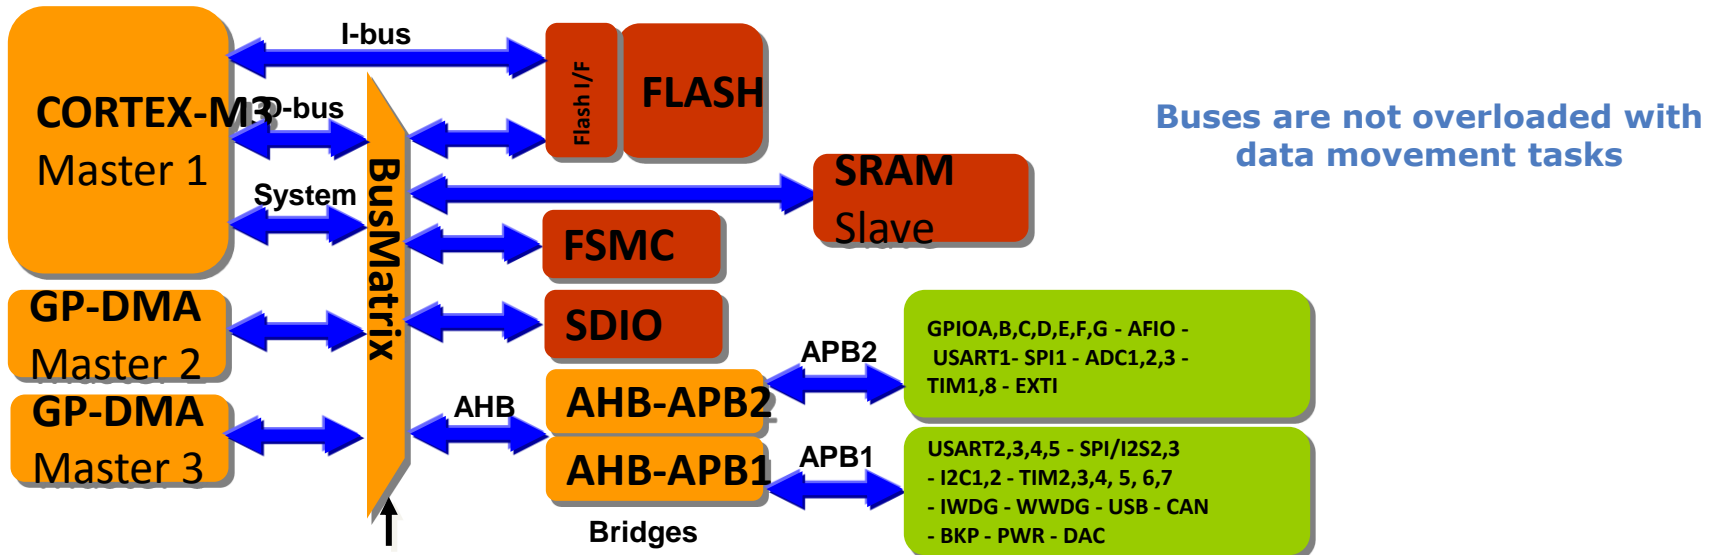 I-bus
CORTEX-M3
Master 1
D-bus
System
BusMatrix
Flash I/F
FLASH
Buses are not overloaded with
data movement tasks
SRAM
Slave
FSMC
GP-DMA
Master 2
SDIO
GP-DMA
Master 3
AHB
AHB-APB2
AHB-APB1
Bridges
APB2
GPIOA,B,C,D,E,F,G - AFIO -
USART1- SPI1 - ADC1,2,3 -
TIM1,8 - EXTI
APB1
USART2,3,4,5 - SPI/I2S2,3
- I2C1,2 - TIM2,3,4, 5, 6,7
- IWDG - WWDG - USB - CAN
- BKP - PWR - DAC